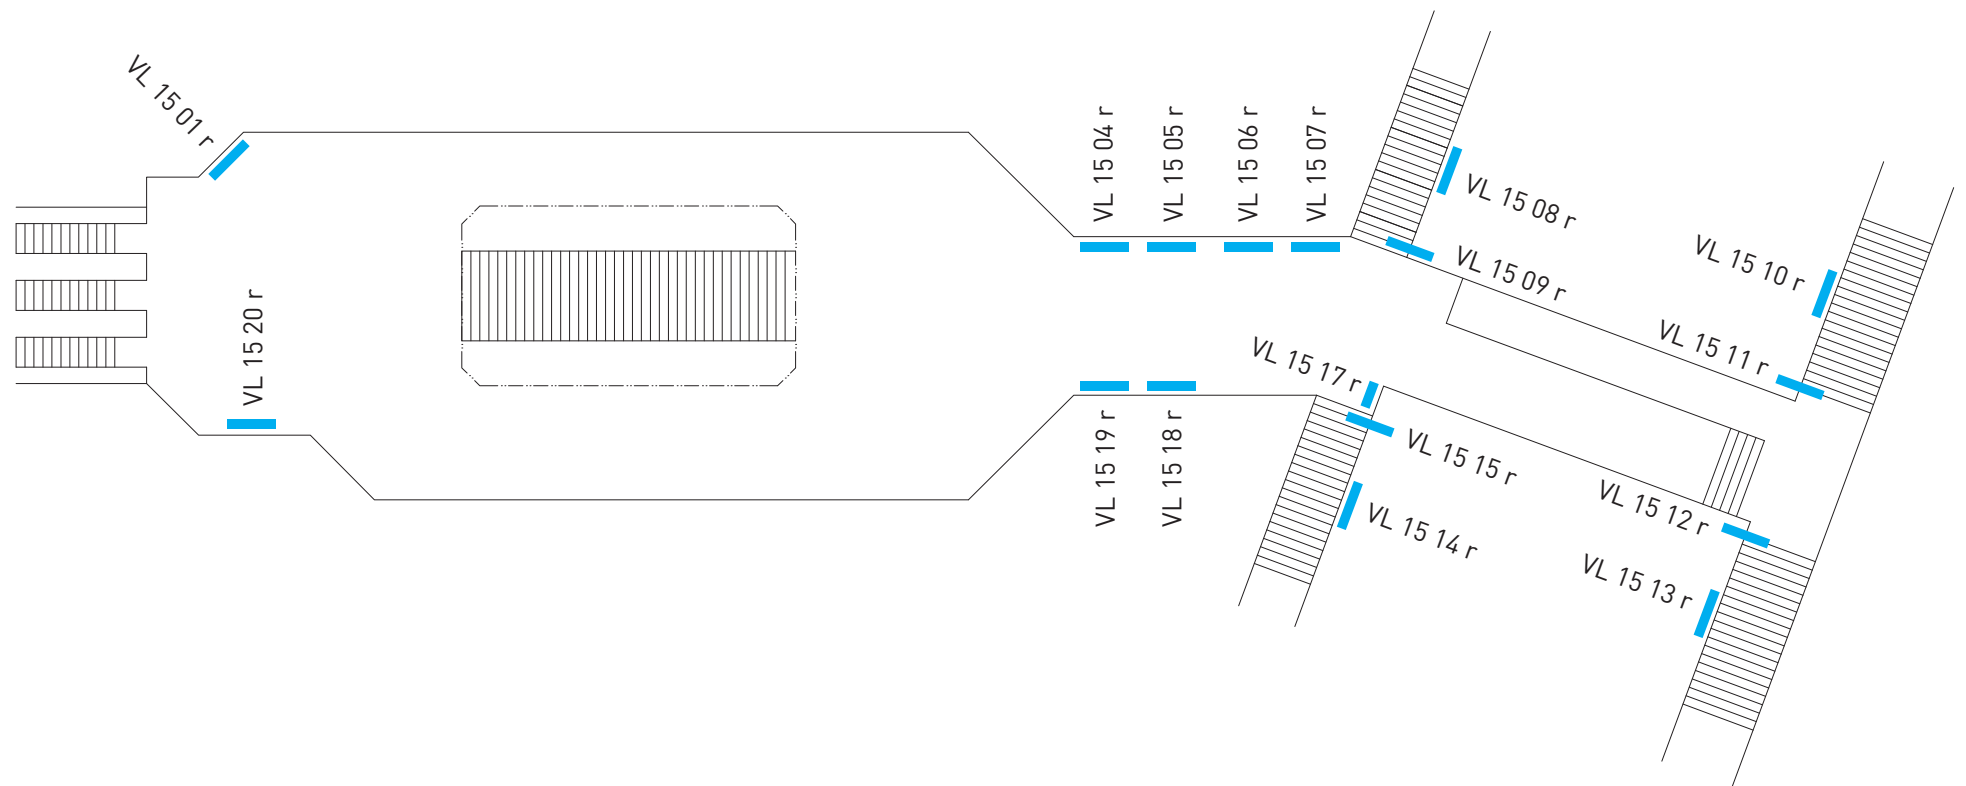 VL 15 01 r
VL 15 04 r
VL 15 05 r
VL 15 06 r
VL 15 07 r
VL 15 08 r
VL 15 09 r
VL 15 10 r
VL 15 11 r
VL 15 20 r
VL 15 17 r
VL 15 19 r
VL 15 18 r
VL 15 15 r
VL 15 14 r
VL 15 12 r
VL 15 13 r